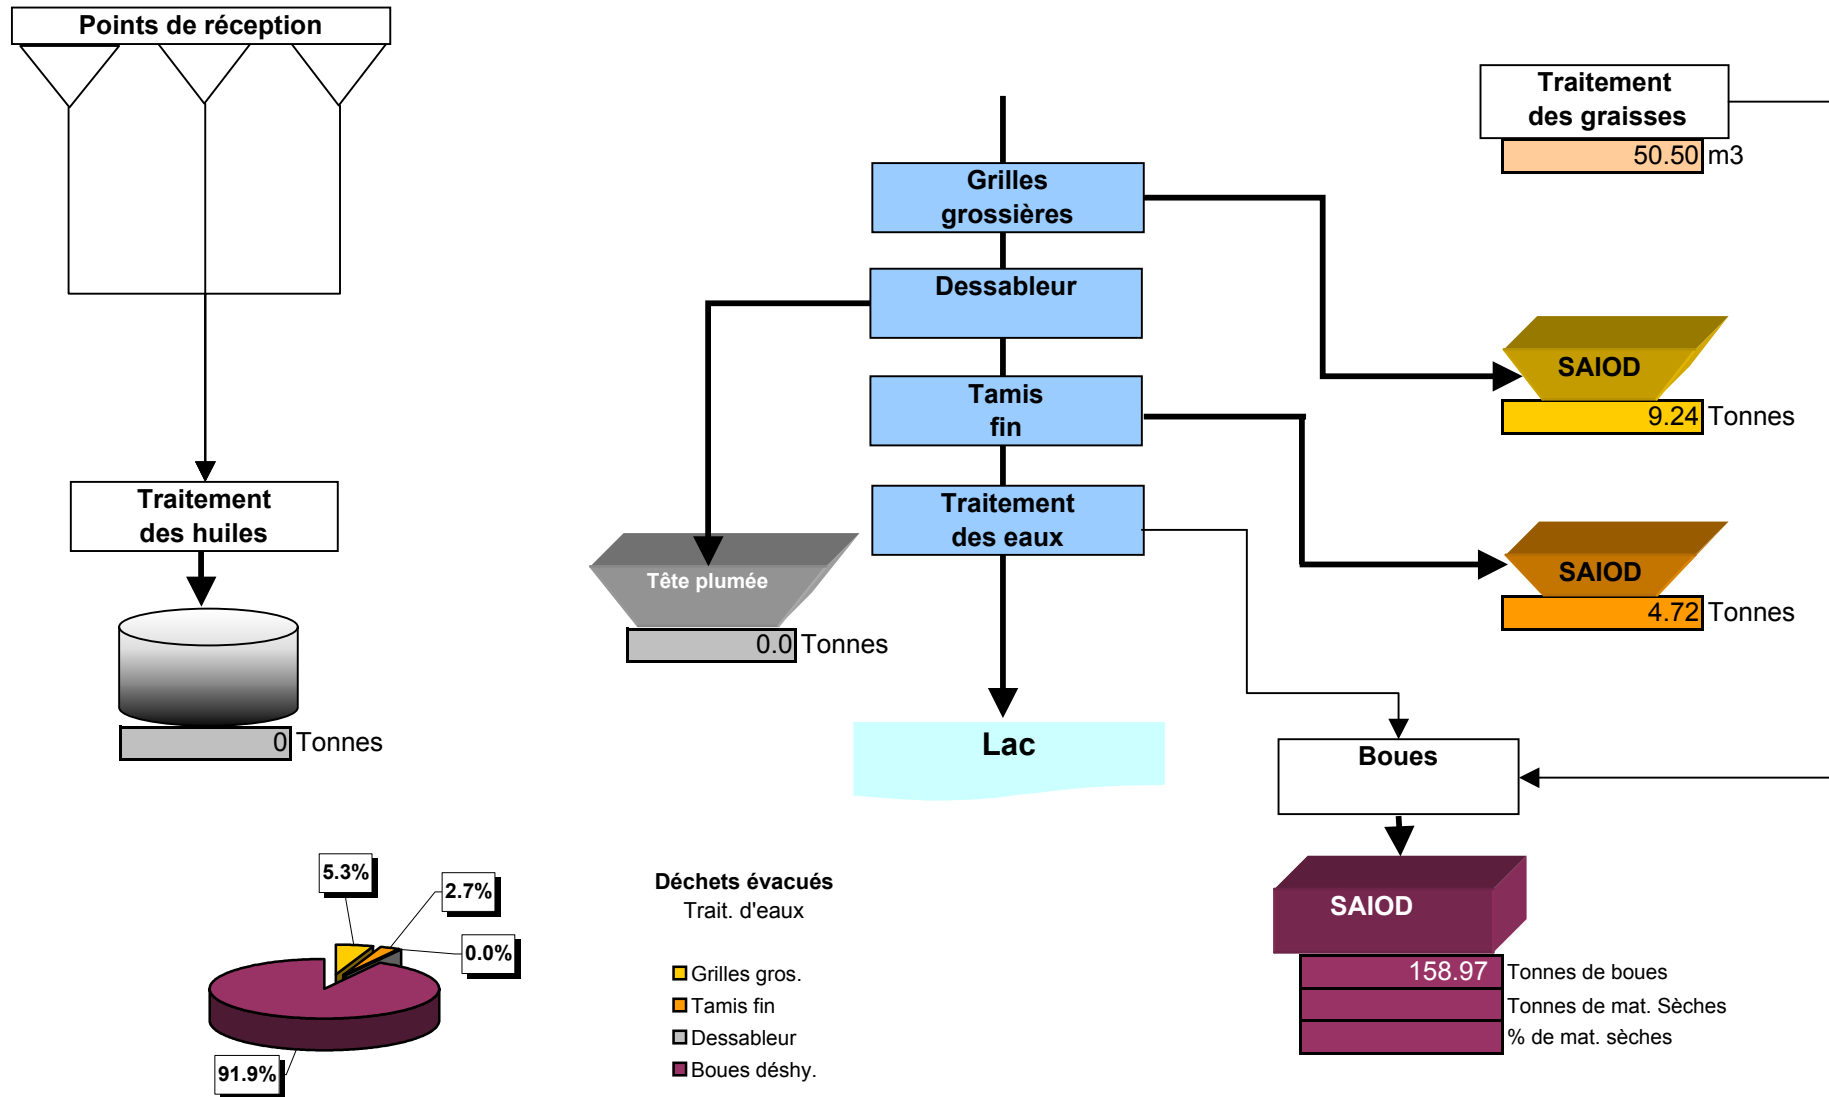 Points de réception
Traitement
des graisses
50.50 m3
Grilles
grossières
Dessableur
SAIOD
9.24 Tonnes
Tamis
fin
Traitement
des huiles
Traitement
des eaux
Tête plumée
0.0 Tonnes
SAIOD
4.72 Tonnes
0 Tonnes
Lac
Boues
5.3%
2.7%
0.0%
91.9%
Déchets évacués
Trait. d'eaux
Grilles gros.
Tamis fin
Dessableur
Boues déshy.
SAIOD
158.97 Tonnes de boues
Tonnes de mat. Sèches
% de mat. sèches